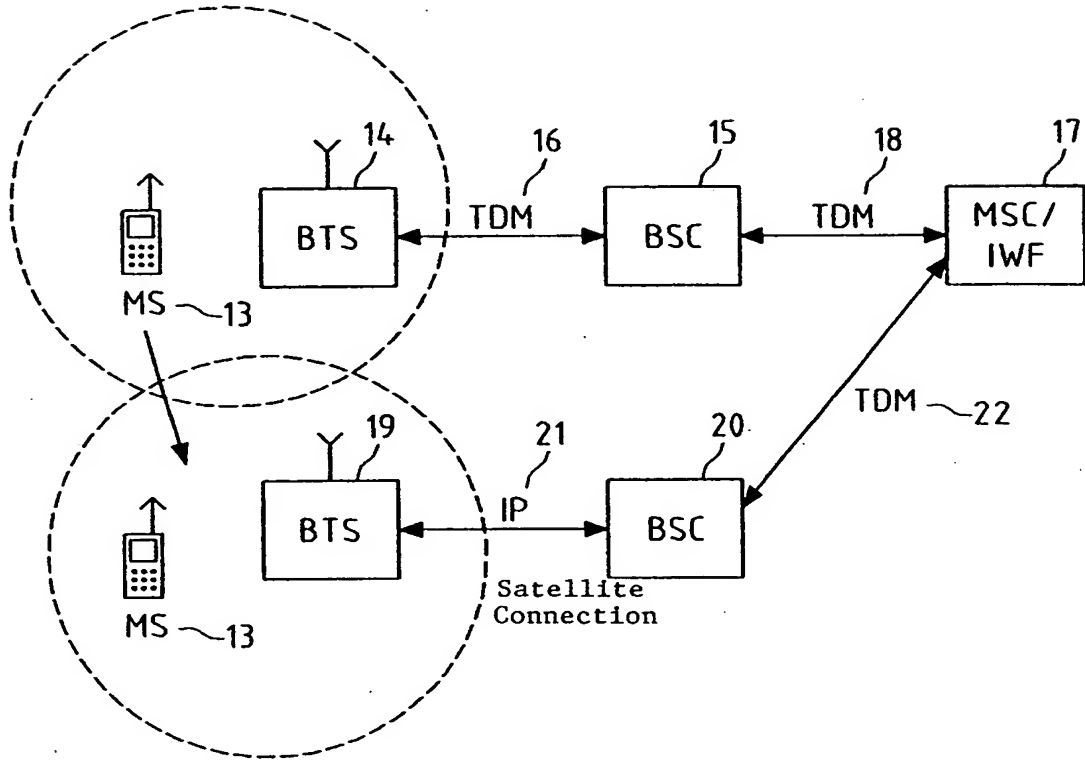 14
16
15
18
17
BTS
TDM
BSC
TDM
MSC/
IWF
MS 13
TDM 22
19
21
20
BTS
IP
BSC
Satellite
Connection
MS 13